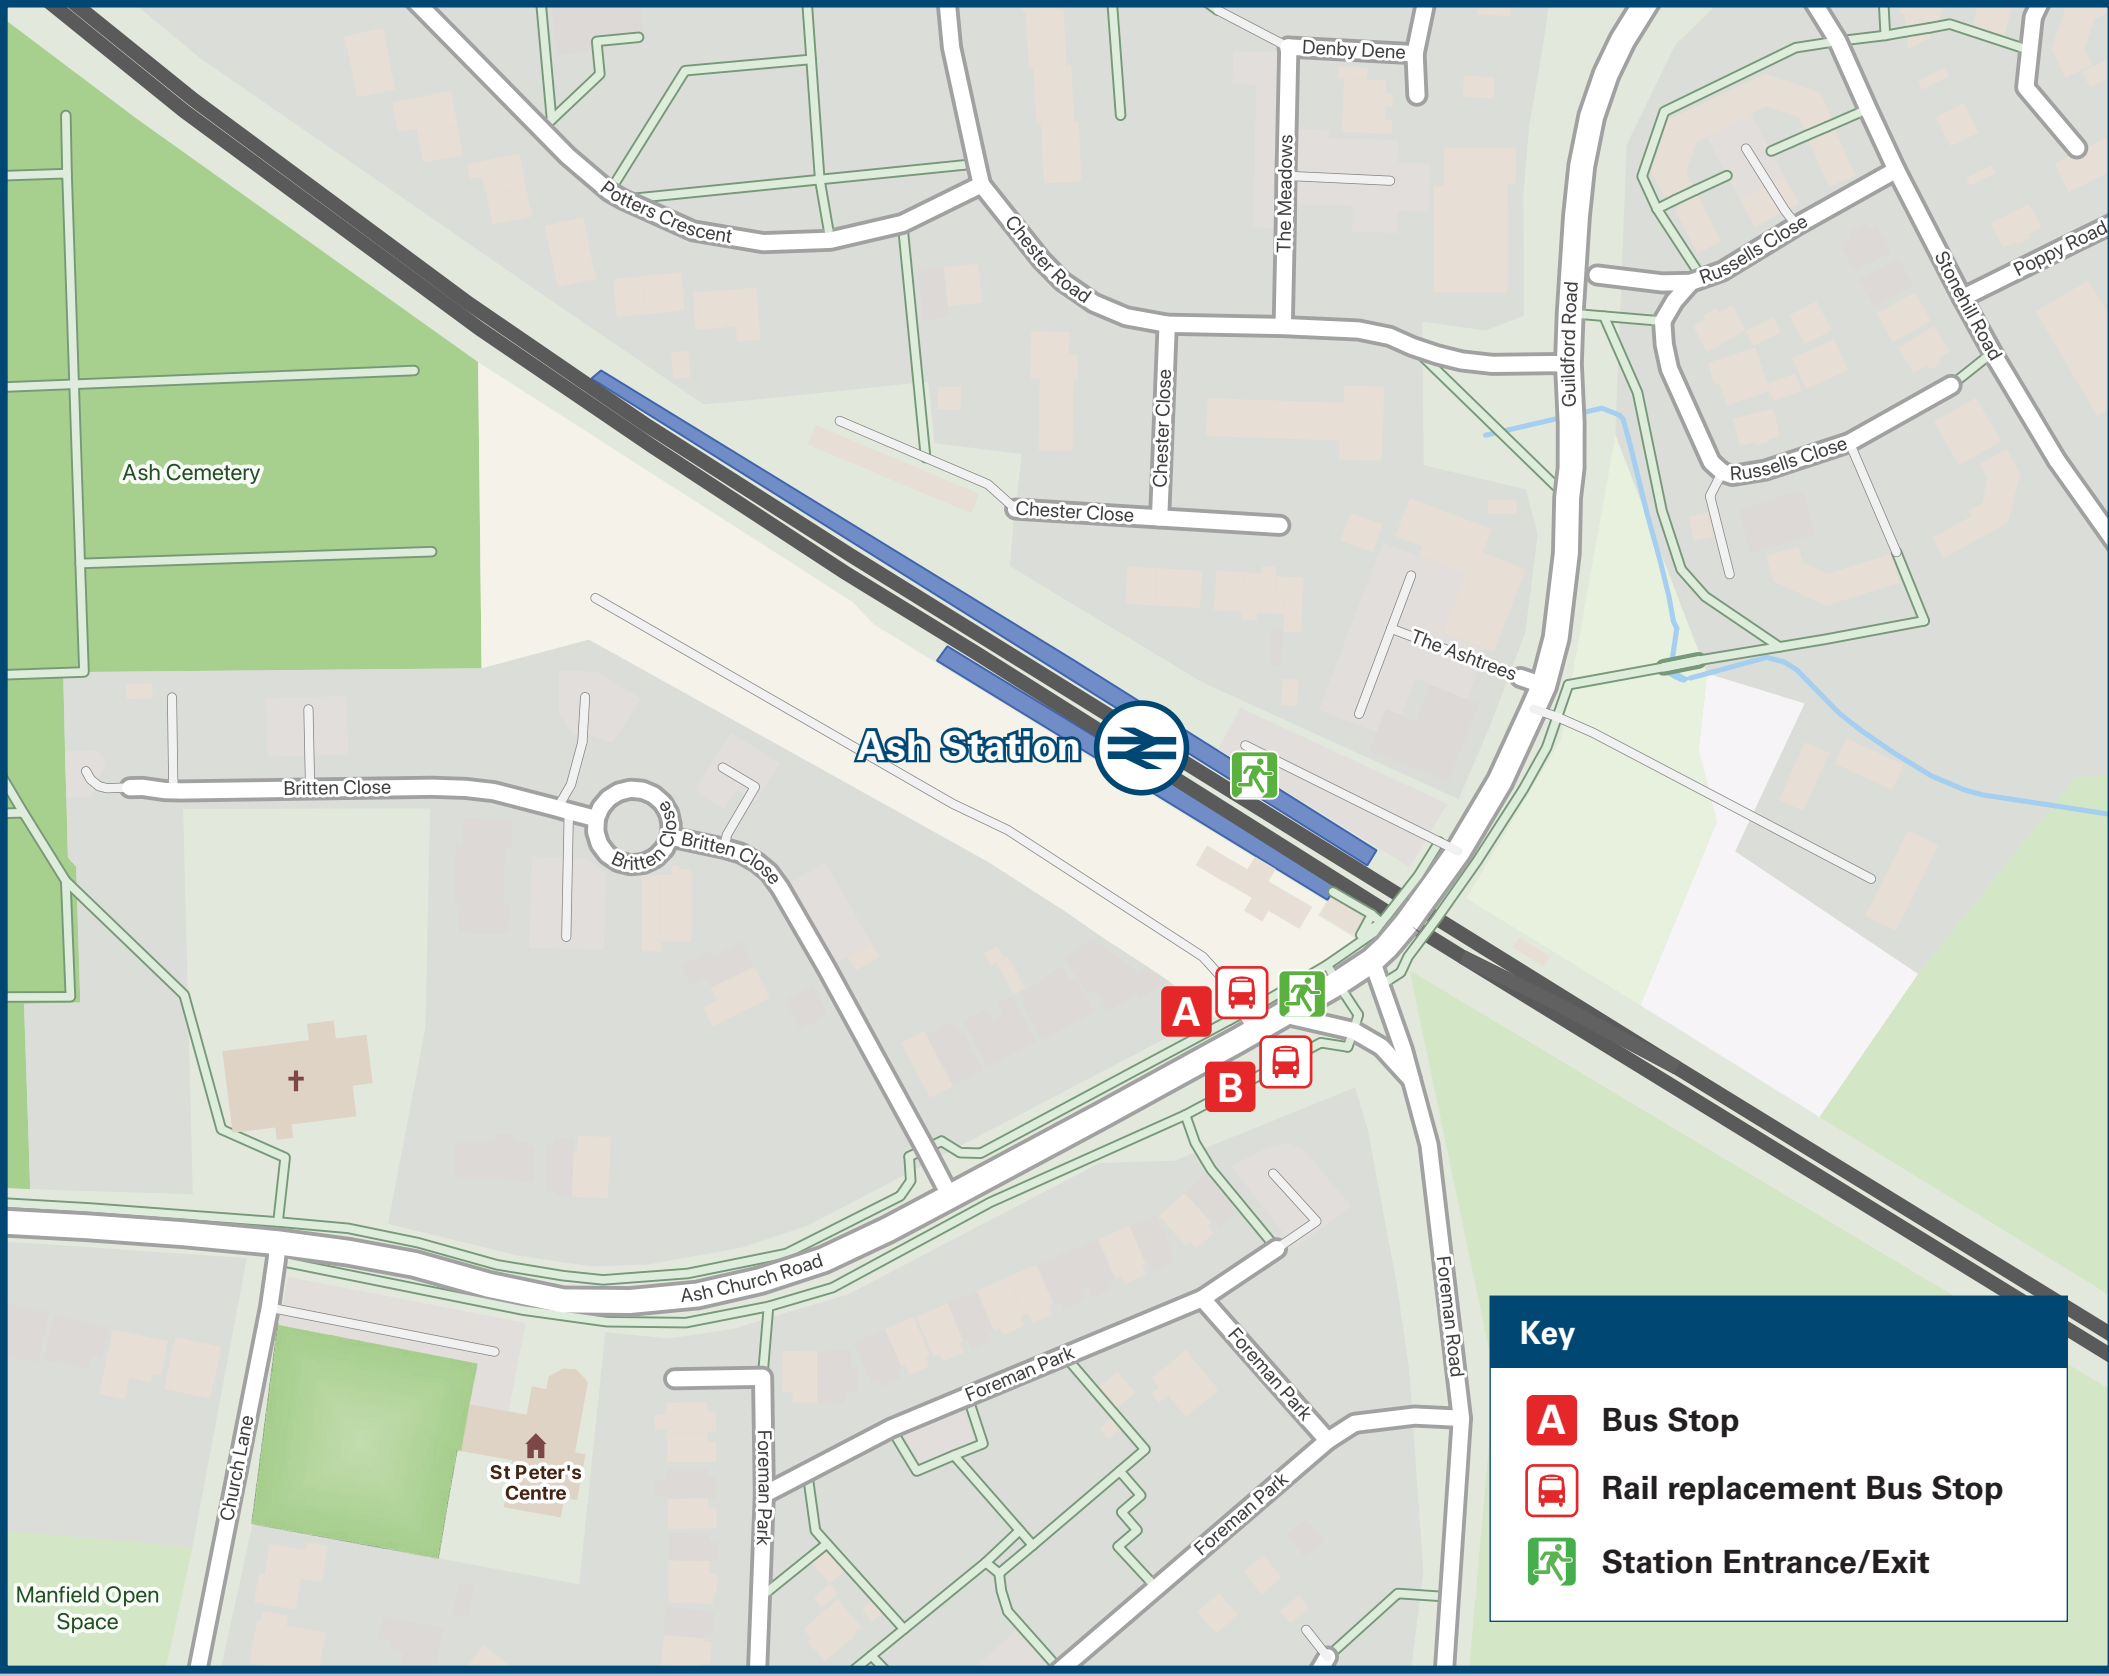 Denby Dene
The Meadows
Potters Crescent
Chester Road
Guildford Road
Russells Close
Stonehill Road
Poppy Road
Chester Close
Chester Close
Russells Close
Ash Cemetery
The Ashtrees
Ash Station
Britten Close
Britten Close
Britten Close
A
B
Ash Church Road
Foreman Road
Foreman Park
Foreman Park
Foreman Park
Foreman Park
Church Lane
St Peter's
Centre
Manfield Open
Space
Key
A Bus Stop
Rail replacement Bus Stop
Station Entrance/Exit